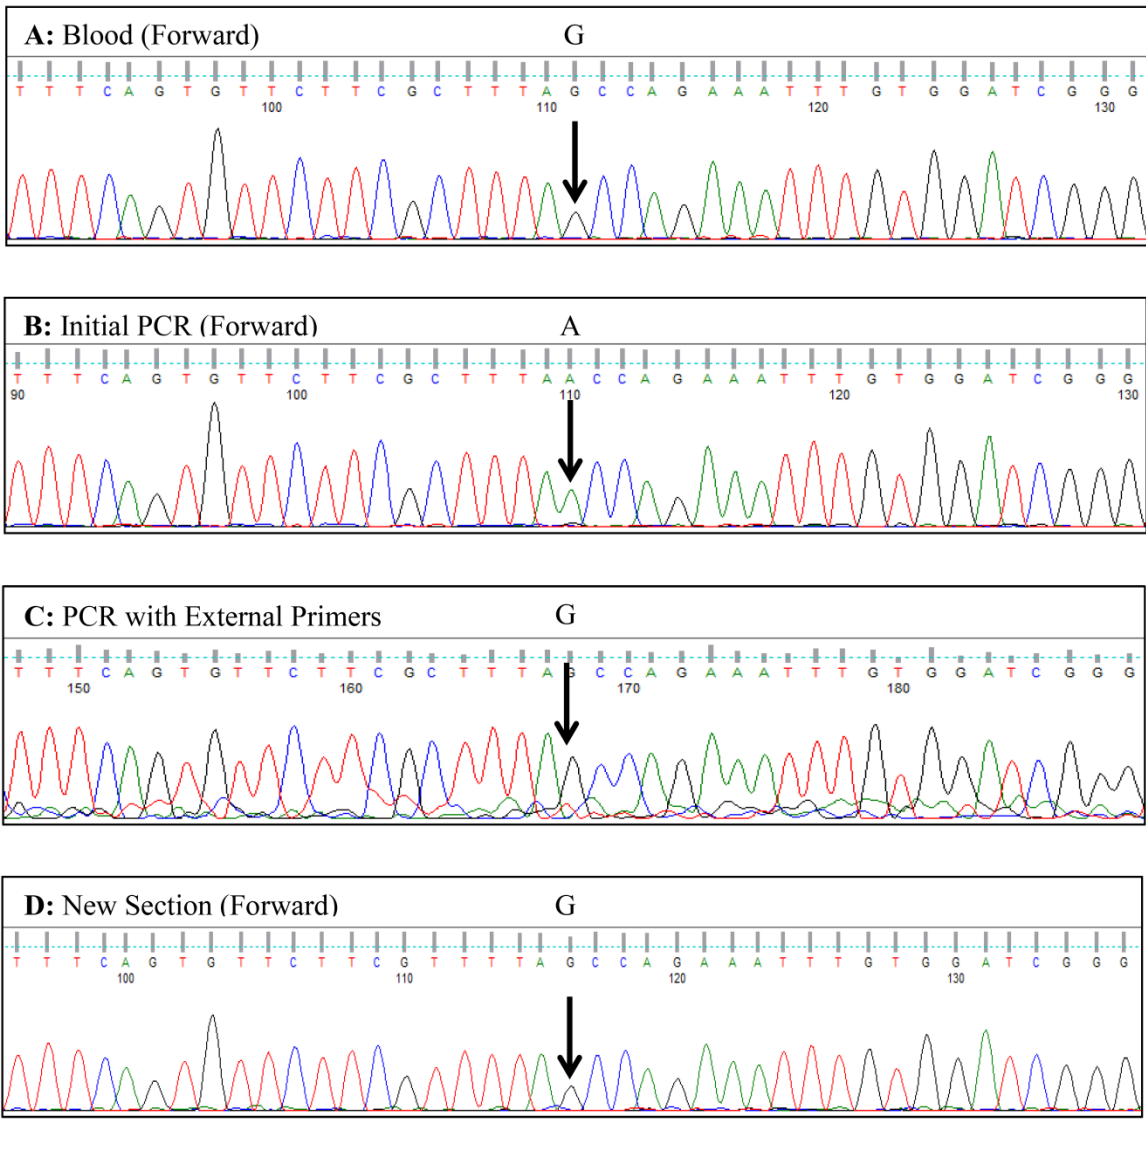 A: Blood (Forward) G
T T T C A G T G T T C T T C G C T T T A G C C A G A A A T T T G T G G A T C G G G
100 110 120 130
B: Initial PCR (Forward) A
T T T C A G T G T T C T T C G C T T T A A C C A G A A A T T T G T G G A T C G G G
90 100 110 120 130
C: PCR with External Primers G
T T T C A G T G T T C T T C G C T T T A G C C A G A A A T T T G T G G A T C G G G
150 160 170 180
D: New Section (Forward) G
T T T C A G T G T T C T T C G T T T T A G C C A G A A A T T T G T G G A T C G G G
100 110 120 130